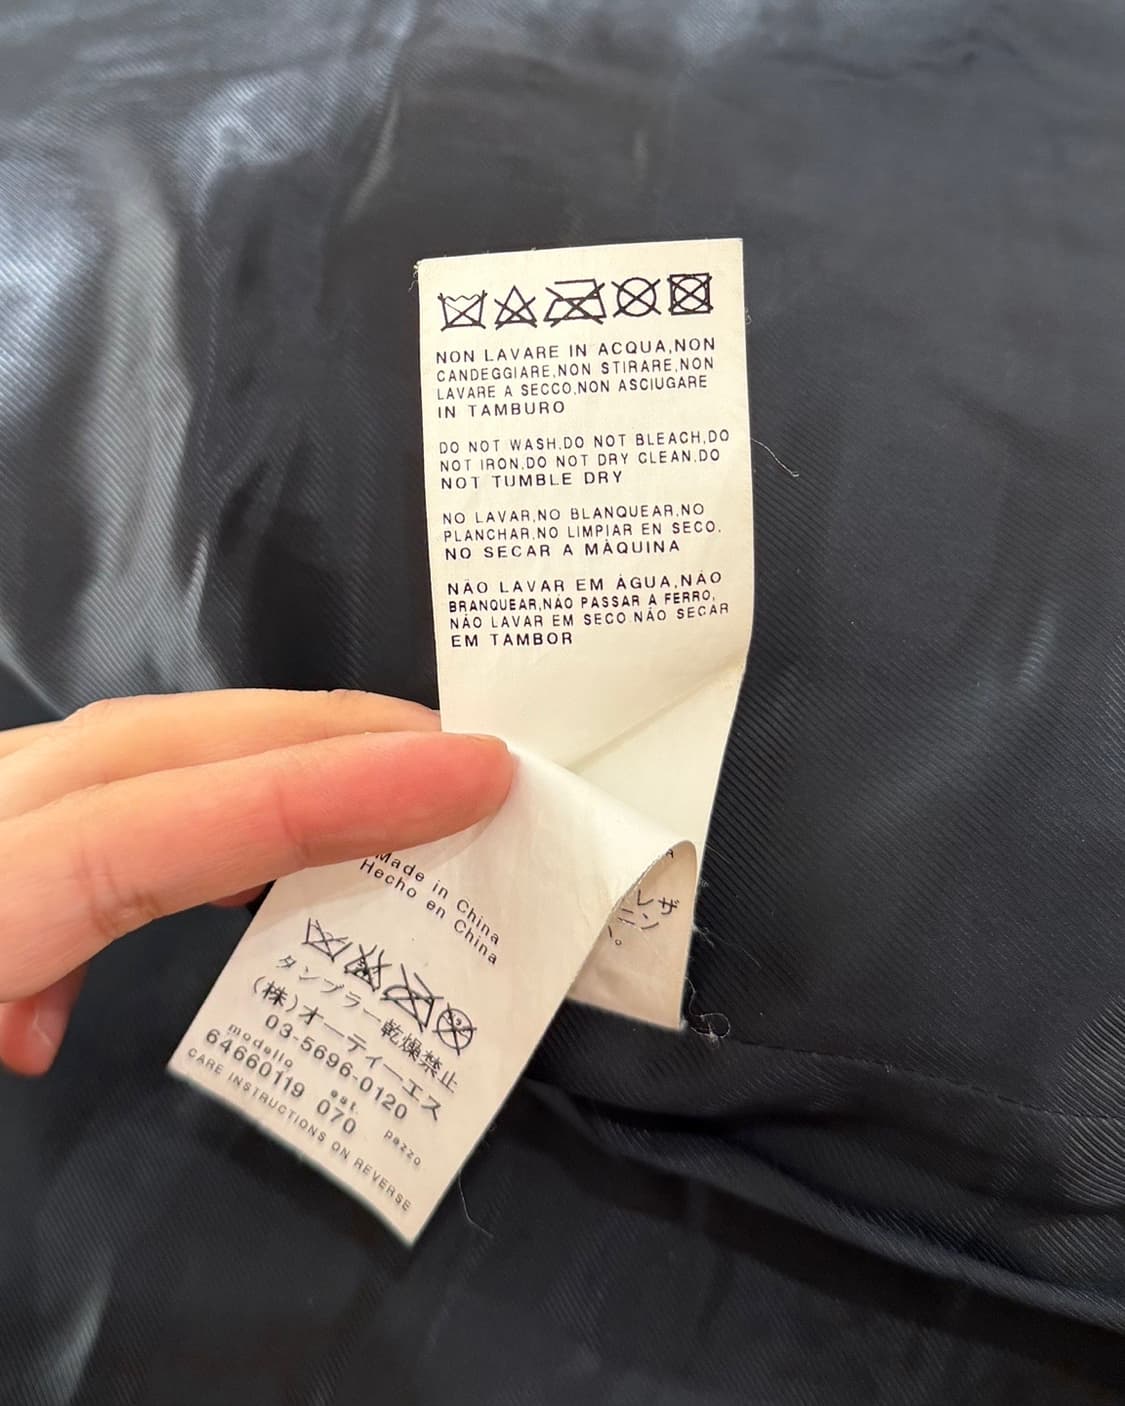 NON LAVARE IN ACQUA,NON
CANDEGGIARE,NON STIRARE,NON
LAVARE A SECCO,NON ASCIUGARE
IN TAMBURO
DO NOT WASH,DO NOT BLEACH,DO
NOT IRON,DO NOT DRY CLEAN,DO
NOT TUMBLE DRY
NO LAVAR,NO BLANQUEAR,NO
PLANCHAR,NO LIMPIAR EN SECO,
NO SECAR A MÀQUINA
NÃO LAVAR EM ÁGUA,NÃO
BRANQUEAR,NÃO PASSAR A FERRO,
NÃO LAVAR EM SECO,NÃO SECAR
EM TAMBOR
Made in China
Hecho en China
タンブラー乾燥禁止
(株)オーティーエス
03-5696-0120
modello est. pezzo
64660119 070
CARE INSTRUCTIONS ON REVERSE
レザ
ン